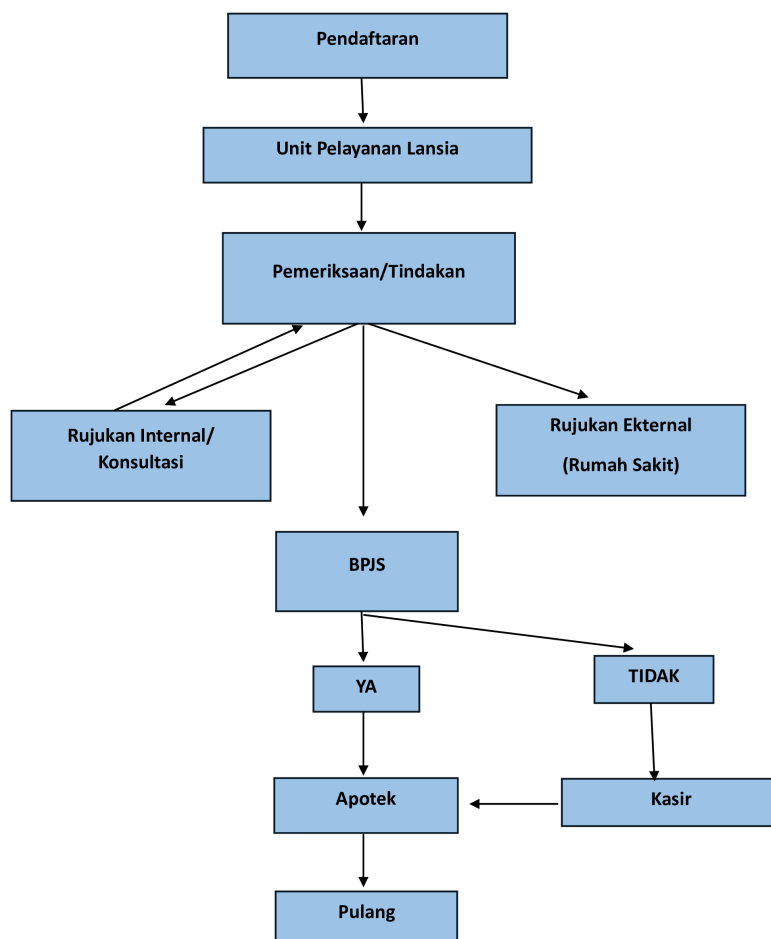 Pendaftaran
Unit Pelayanan Lansia
Pemeriksaan/Tindakan
Rujukan Internal/
Konsultasi
Rujukan Ekternal
(Rumah Sakit)
BPJS
YA
TIDAK
Apotek
Kasir
Pulang